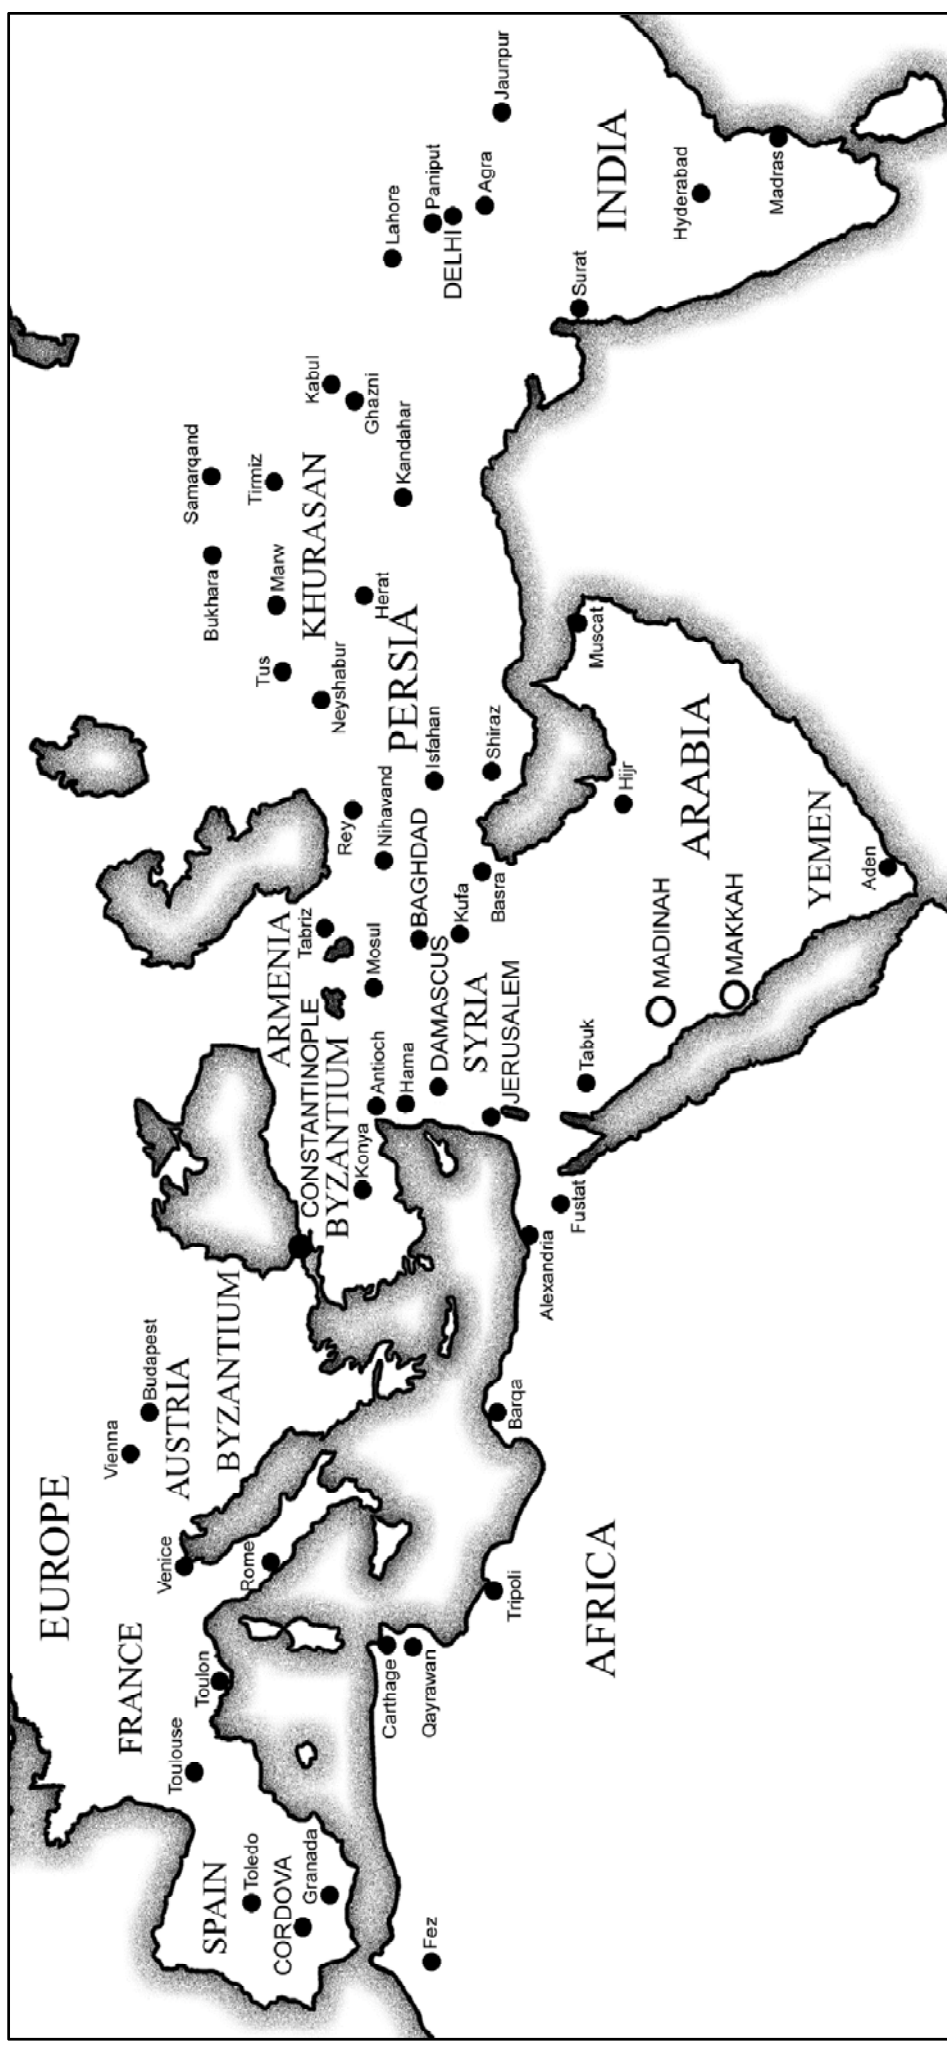 EUROPE
FRANCE
Toulouse
Toulon
SPAIN
Toledo
CORDOVA
Granada
Fez
Venice
Rome
Vienna
Budapest
AUSTRIA
BYZANTIUM
Carthage
Qayrawan
Tripoli
Barqa
AFRICA
Alexandria
Fustat
CONSTANTINOPLE
BYZANTIUM
Konya
Antioch
Hama
DAMASCUS
SYRIA
JERUSALEM
Tabuk
ARMENIA
Tabriz
Mosul
BAGHDAD
Kufa
Basra
MADINAH
MAKKAH
YEMEN
Aden
ARABIA
Hijr
Muscat
Rey
Nihavand
Isfahan
Shiraz
PERSIA
Tus
Neyshabur
Marw
Herat
KHURASAN
Bukhara
Samarqand
Tirmiz
Kabul
Ghazni
Kandahar
Lahore
Paniput
DELHI
Agra
Jaunpur
INDIA
Surat
Hyderabad
Madras